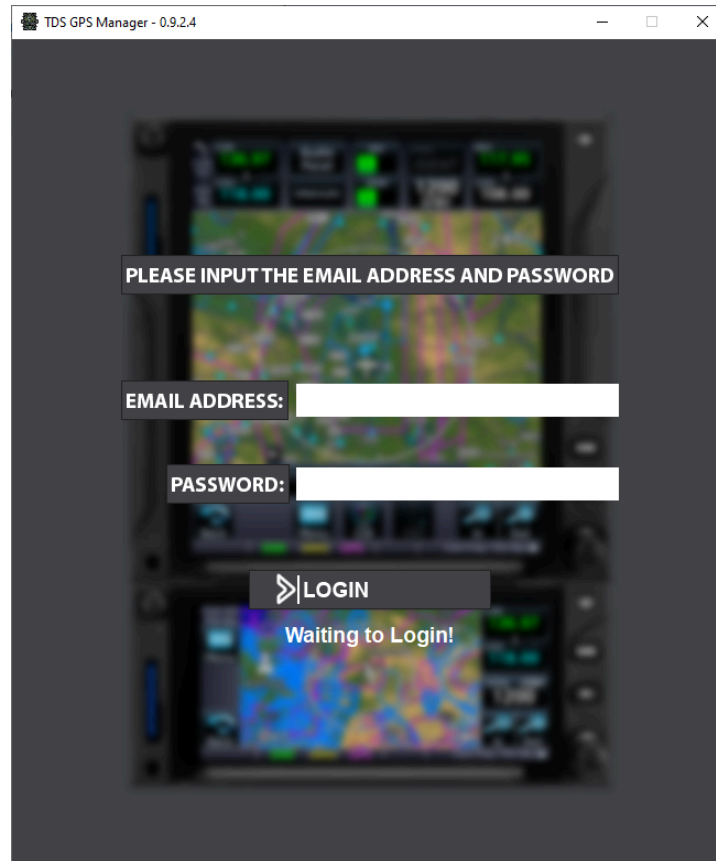 TDS GPS Manager - 0.9.2.4
PLEASE INPUT THE EMAIL ADDRESS AND PASSWORD
EMAIL ADDRESS:
PASSWORD:
LOGIN
Waiting to Login!